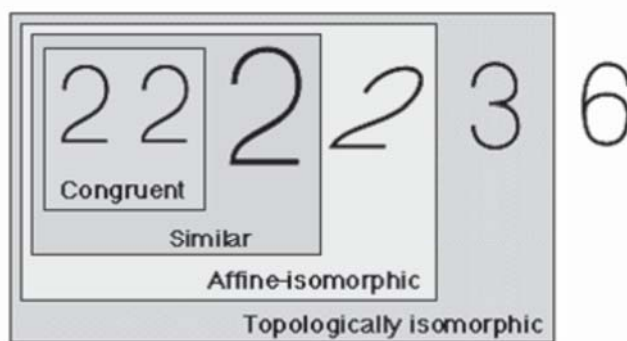 2 2 2 2 3 6
Congruent
Similar
Affine-isomorphic
Topologically isomorphic